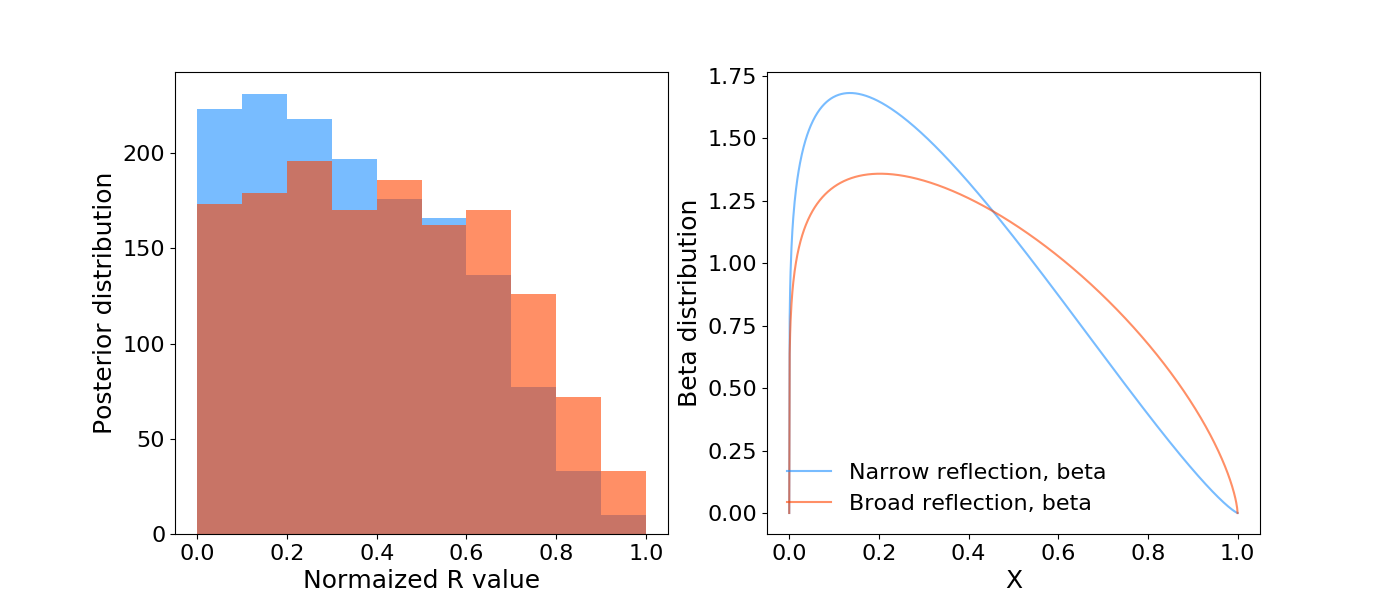 Posterior distribution
200
150
100
50
0
0.0 0.2 0.4 0.6 0.8 1.0
Normaized R value
Beta distribution
1.75
1.50
1.25
1.00
0.75
0.50
0.25
0.00
Narrow reflection, beta
Broad reflection, beta
0.0 0.2 0.4 0.6 0.8 1.0
X